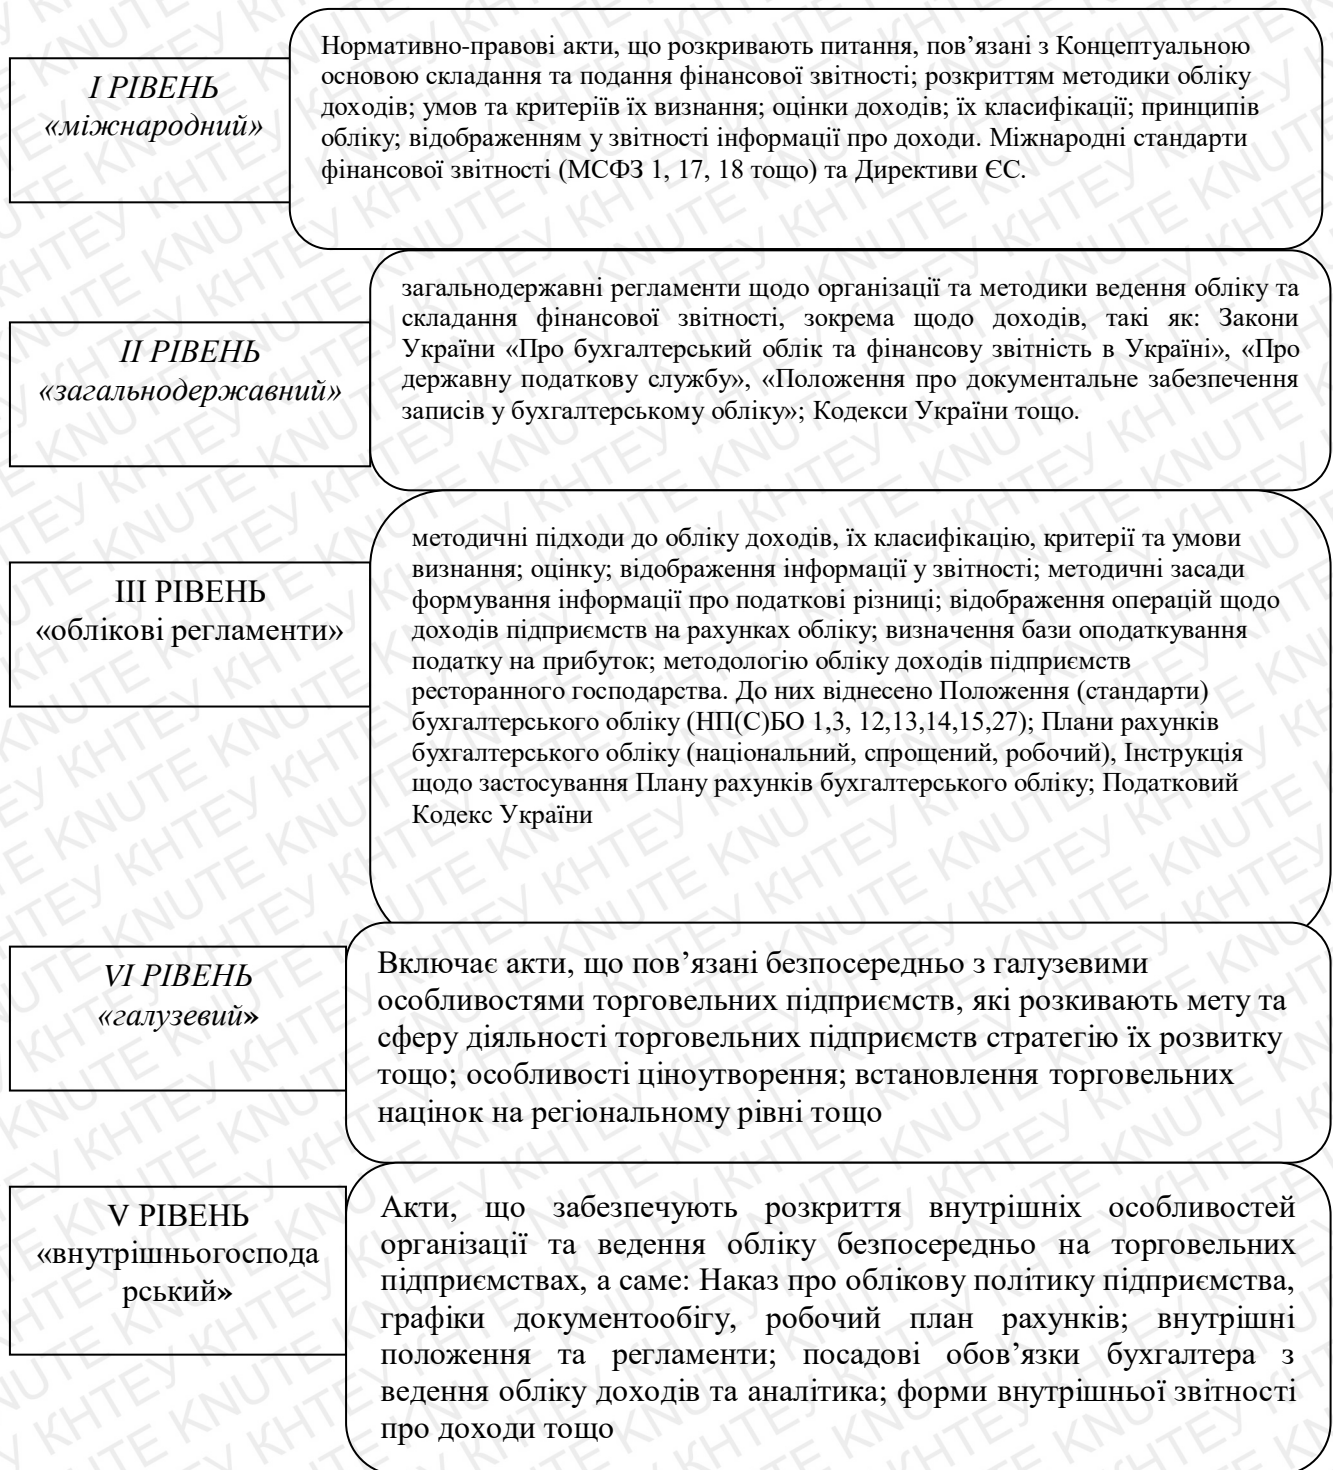 I РІВЕНЬ
«міжнародний»
Нормативно-правові акти, що розкривають питання, пов’язані з Концептуальною
основою складання та подання фінансової звітності; розкриттям методики обліку
доходів; умов та критеріїв їх визнання; оцінки доходів; їх класифікації; принципів
обліку; відображенням у звітності інформації про доходи. Міжнародні стандарти
фінансової звітності (МСФЗ 1, 17, 18 тощо) та Директиви ЄС.
II РІВЕНЬ
«загальнодержавний»
загальнодержавні регламенти щодо організації та методики ведення обліку та
складання фінансової звітності, зокрема щодо доходів, такі як: Закони
України «Про бухгалтерський облік та фінансову звітність в Україні», «Про
державну податкову службу», «Положення про документальне забезпечення
записів у бухгалтерському обліку»; Кодекси України тощо.
III РІВЕНЬ
«облікові регламенти»
методичні підходи до обліку доходів, їх класифікацію, критерії та умови
визнання; оцінку; відображення інформації у звітності; методичні засади
формування інформації про податкові різниці; відображення операцій щодо
доходів підприємств на рахунках обліку; визначення бази оподаткування
податку на прибуток; методологію обліку доходів підприємств
ресторанного господарства. До них віднесено Положення (стандарти)
бухгалтерського обліку (НП(С)БО 1,3, 12,13,14,15,27); Плани рахунків
бухгалтерського обліку (національний, спрощений, робочий), Інструкція
щодо застосування Плану рахунків бухгалтерського обліку; Податковий
Кодекс України
VI РІВЕНЬ
«галузевий»
Включає акти, що пов’язані безпосередньо з галузевими
особливостями торговельних підприємств, які розкивають мету та
сферу діяльності торговельних підприємств стратегію їх розвитку
тощо; особливості ціноутворення; встановлення торговельних
націнок на регіональному рівні тощо
V РІВЕНЬ
«внутрішньогоспода
рський»
Акти, що забезпечують розкриття внутрішніх особливостей
організації та ведення обліку безпосередньо на торговельних
підприємствах, а саме: Наказ про облікову політику підприємства,
графіки документообігу, робочий план рахунків; внутрішні
положення та регламенти; посадові обов’язки бухгалтера з
ведення обліку доходів та аналітика; форми внутрішньої звітності
про доходи тощо